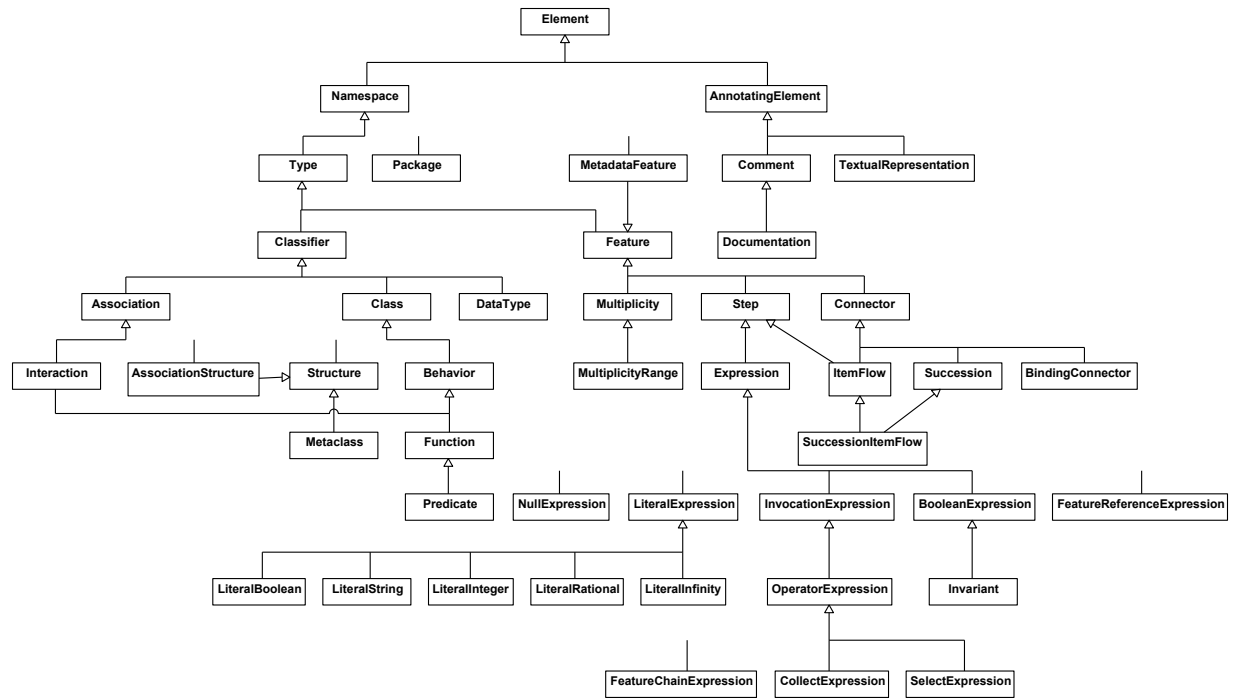 Element
Namespace
AnnotatingElement
Type
Package
MetadataFeature
Comment
TextualRepresentation
Classifier
Feature
Documentation
Association
Class
DataType
Multiplicity
Step
Connector
Interaction
AssociationStructure
Structure
Behavior
MultiplicityRange
Expression
ItemFlow
Succession
BindingConnector
Metaclass
Function
SuccessionItemFlow
Predicate
NullExpression
LiteralExpression
InvocationExpression
BooleanExpression
FeatureReferenceExpression
LiteralBoolean
LiteralString
LiteralInteger
LiteralRational
LiteralInfinity
OperatorExpression
Invariant
FeatureChainExpression
CollectExpression
SelectExpression